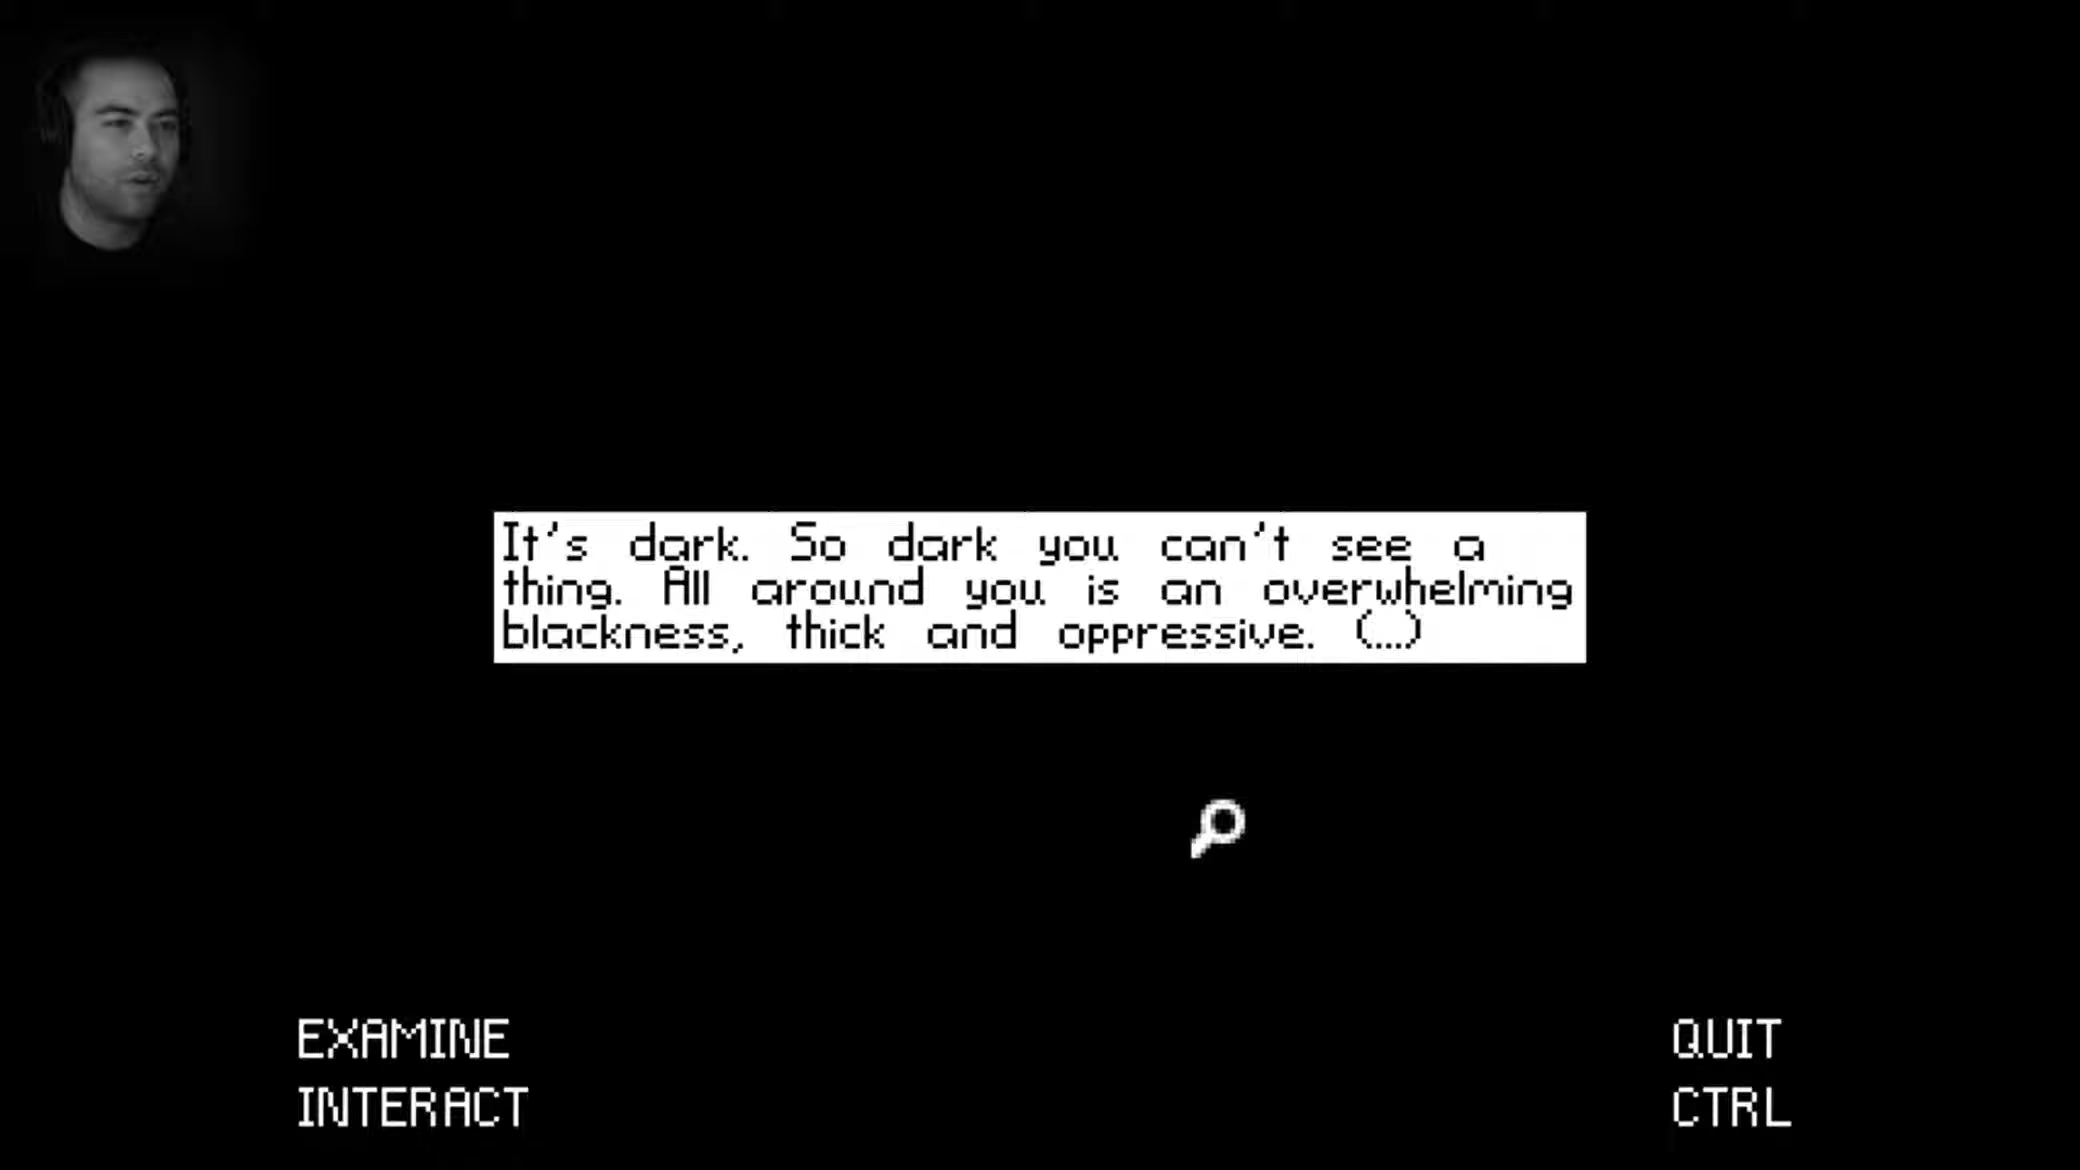 It's dark. So dark you can't see a
thing. All around you is an overwhelming
blackness, thick and oppressive. (...)
EXAMINE
INTERACT
QUIT
CTRL